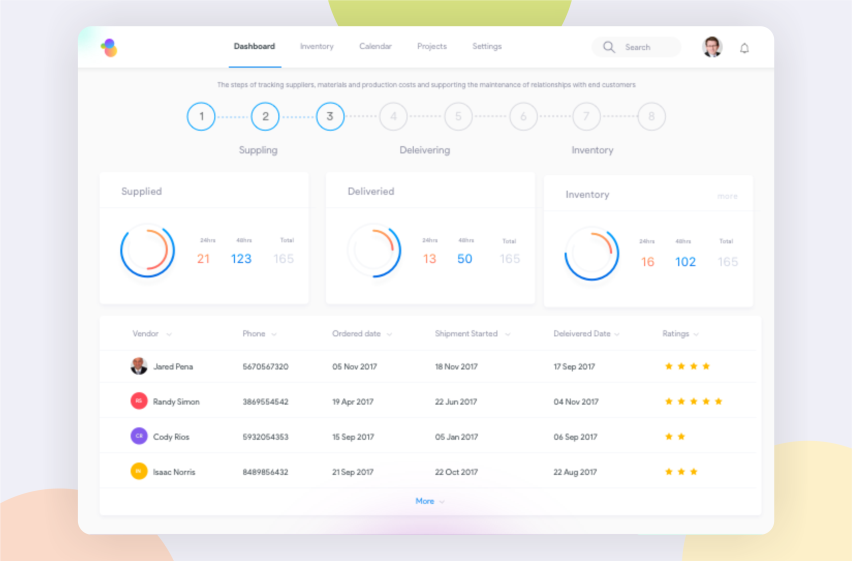 Dashboard Inventory Calendar Projects Settings Search
The steps of tracking suppliers, materials and production costs and supporting the maintenance of relationships with end customers
1 2 3 4 5 6 7 8
Suppling Deleivering Inventory
Supplied
24hrs 48hrs Total
21 123 165
Deliveried
24hrs 48hrs Total
13 50 165
Inventory more
24hrs 48hrs Total
16 102 165
Vendor Phone Ordered date Shipment Started Deleivered Date Ratings
Jared Pena 5670567320 05 Nov 2017 18 Nov 2017 17 Sep 2017
RS Randy Simon 3869554542 19 Apr 2017 22 Jun 2017 04 Nov 2017
CR Cody Rios 5932054353 15 Sep 2017 05 Jan 2017 06 Sep 2017
Isaac Norris 8489856432 21 Sep 2017 22 Oct 2017 22 Aug 2017
More